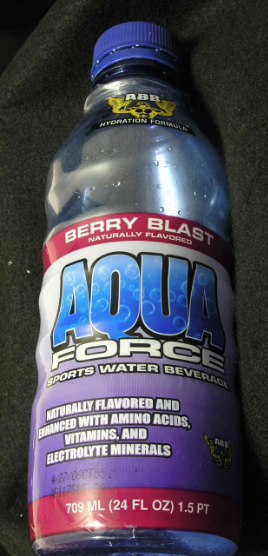 ABB
HYDRATION FORMULA
BERRY BLAST
NATURALLY FLAVORED
AQUA
FORCE
SPORTS WATER BEVERAGE
NATURALLY FLAVORED AND
ENHANCED WITH AMINO ACIDS,
VITAMINS, AND
ELECTROLYTE MINERALS
ABB
709 ML (24 FL OZ) 1.5 PT